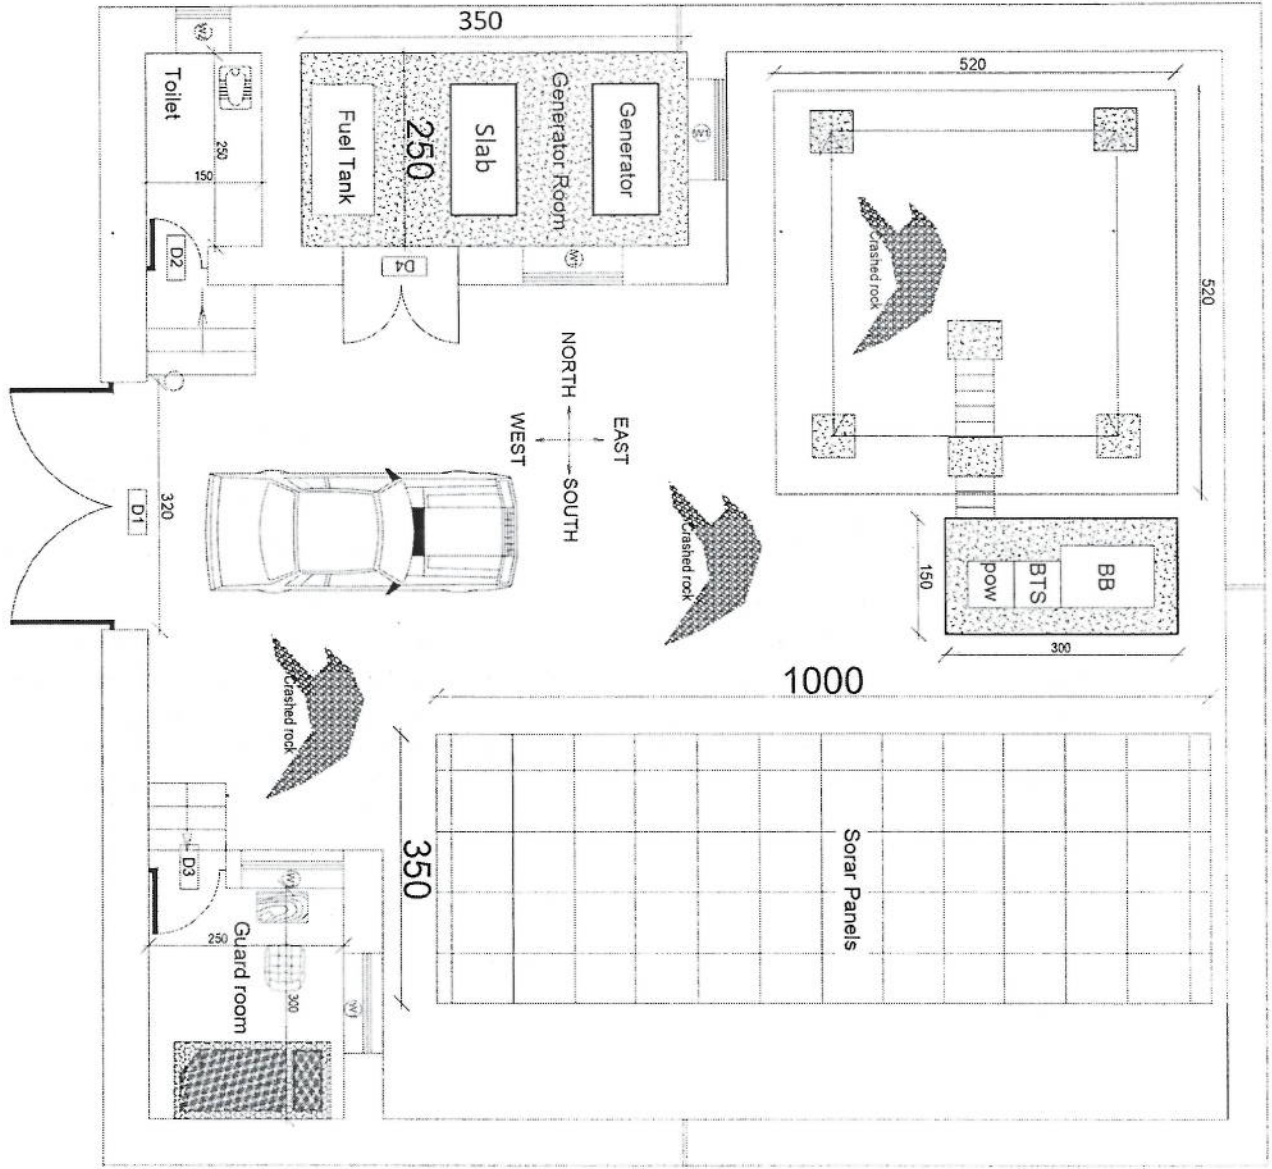 350
W2
Toilet
250
150
D2
Fuel Tank
250
Slab
Generator Room
Generator
W1
D4
W1
520
520
Crashed rock
NORTH
EAST
WEST
SOUTH
D1
320
Crashed rock
BB
BTS
pow
150
300
Crashed rock
1000
350
Sorar Panels
D3
W1
250
Guard room
300
W1